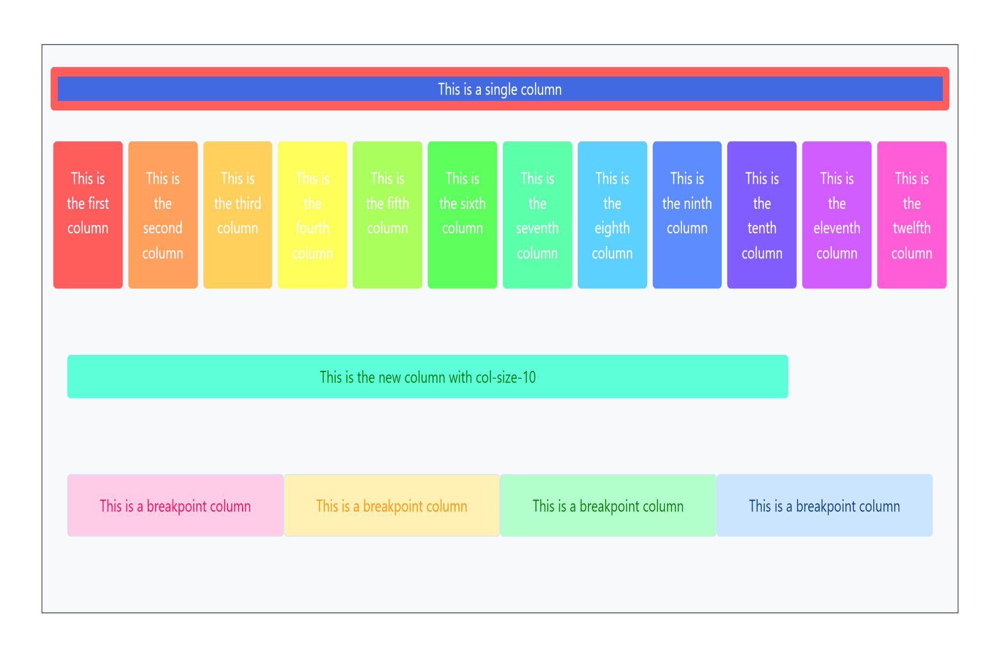 This is a single column
This is
the first
column
This is
the
second
column
This is
the third
column
This is
the
fourth
column
This is
the fifth
column
This is
the sixth
column
This is
the
seventh
column
This is
the
eighth
column
This is
the ninth
column
This is
the
tenth
column
This is
the
eleventh
column
This is
the
twelfth
column
This is the new column with col-size-10
This is a breakpoint column
This is a breakpoint column
This is a breakpoint column
This is a breakpoint column